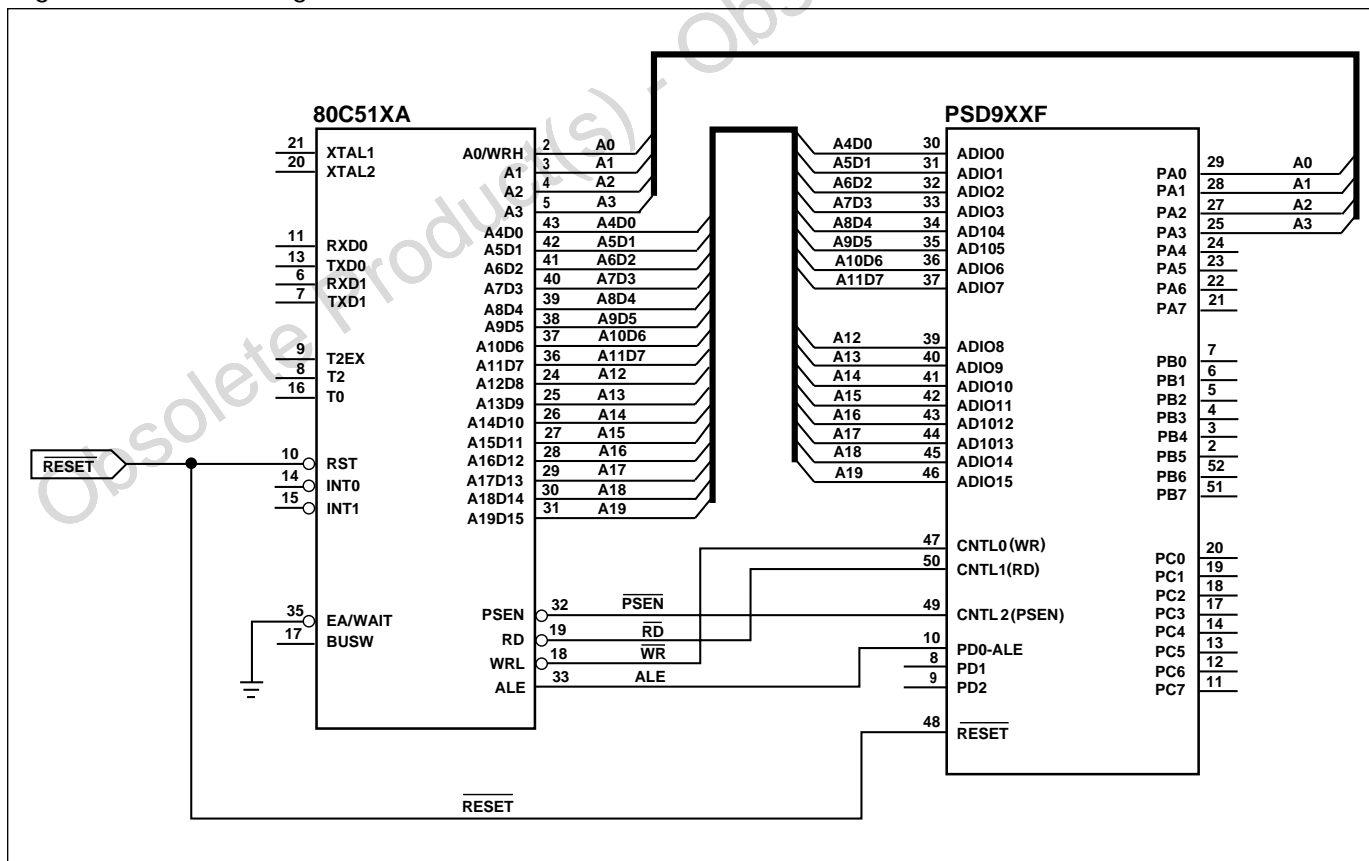 Obsolete Product(s) - Obs
80C51XA
PSD9XXF
21 XTAL1
20 XTAL2
11 RXD0
13 TXD0
6 RXD1
7 TXD1
9 T2EX
8 T2
16 T0
RESET
10 RST
14 INT0
15 INT1
35 EA/WAIT
17 BUSW
A0/WRH 2 A0
A1 3 A1
A2 4 A2
A3 5 A3
A4D0 43 A4D0
A5D1 42 A5D1
A6D2 41 A6D2
A7D3 40 A7D3
A8D4 39 A8D4
A9D5 38 A9D5
A10D6 37 A10D6
A11D7 36 A11D7
A12D8 24 A12
A13D9 25 A13
A14D10 26 A14
A15D11 27 A15
A16D12 28 A16
A17D13 29 A17
A18D14 30 A18
A19D15 31 A19
PSEN 32 PSEN
RD 19 RD
WRL 18 WR
ALE 33 ALE
A4D0 30 ADIO0
A5D1 31 ADIO1
A6D2 32 ADIO2
A7D3 33 ADIO3
A8D4 34 AD104
A9D5 35 AD105
A10D6 36 ADIO6
A11D7 37 ADIO7
A12 39 ADIO8
A13 40 ADIO9
A14 41 ADIO10
A15 42 ADIO11
A16 43 AD1012
A17 44 AD1013
A18 45 ADIO14
A19 46 ADIO15
47 CNTL0(WR)
50 CNTL1(RD)
49 CNTL2(PSEN)
10 PD0-ALE
8 PD1
9 PD2
48 RESET
PA0 29 A0
PA1 28 A1
PA2 27 A2
PA3 25 A3
PA4 24
PA5 23
PA6 22
PA7 21
PB0 7
PB1 6
PB2 5
PB3 4
PB4 3
PB5 2
PB6 52
PB7 51
PC0 20
PC1 19
PC2 18
PC3 17
PC4 14
PC5 13
PC6 12
PC7 11
RESET